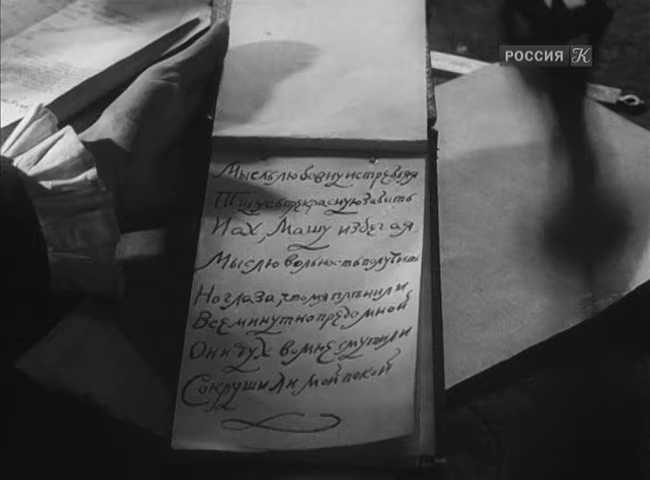 РОССИЯ К
Мысль любовну истребляя
Тщусь прекрасную забыть
И ах, Машу избегая
Мыслю вольность получить
Но глаза, что мя пленили
Всеминутно предо мной
Они дух во мне смутили
Сокрушили мой покой